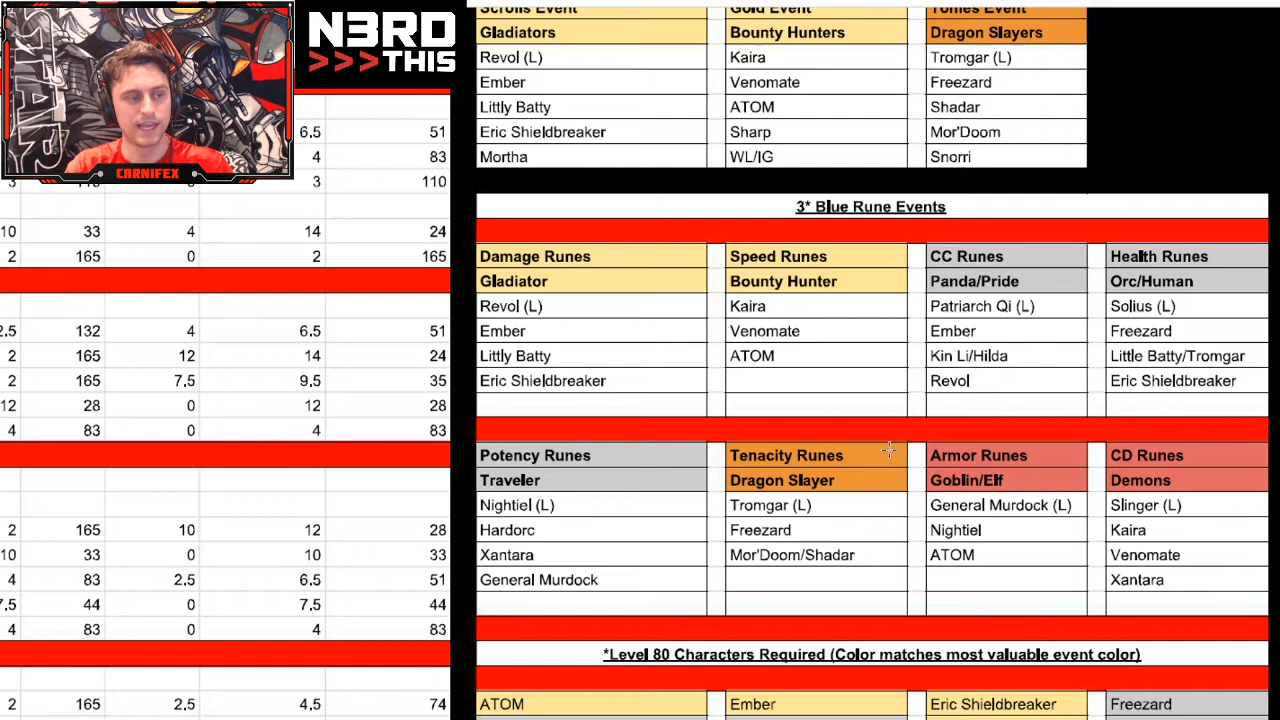 N3RD
>>>THIS
CARNIFEX
6.5 51
4 83
3 110
10 33 4 14 24
2 165 0 2 165
2.5 132 4 6.5 51
2 165 12 14 24
2 165 7.5 9.5 35
12 28 0 12 28
4 83 0 4 83
2 165 10 12 28
10 33 0 10 33
4 83 2.5 6.5 51
7.5 44 0 7.5 44
4 83 0 4 83
2 165 2.5 4.5 74
Scrolls Event Gold Event Tomes Event
Gladiators Bounty Hunters Dragon Slayers
Revol (L) Kaira Tromgar (L)
Ember Venomate Freezard
Littly Batty ATOM Shadar
Eric Shieldbreaker Sharp Mor'Doom
Mortha WL/IG Snorri
3* Blue Rune Events
Damage Runes Speed Runes CC Runes Health Runes
Gladiator Bounty Hunter Panda/Pride Orc/Human
Revol (L) Kaira Patriarch Qi (L) Solius (L)
Ember Venomate Ember Freezard
Littly Batty ATOM Kin Li/Hilda Little Batty/Tromgar
Eric Shieldbreaker Revol Eric Shieldbreaker
Potency Runes Tenacity Runes Armor Runes CD Runes
Traveler Dragon Slayer Goblin/Elf Demons
Nightiel (L) Tromgar (L) General Murdock (L) Slinger (L)
Hardorc Freezard Nightiel Kaira
Xantara Mor'Doom/Shadar ATOM Venomate
General Murdock Xantara
*Level 80 Characters Required (Color matches most valuable event color)
ATOM Ember Eric Shieldbreaker Freezard